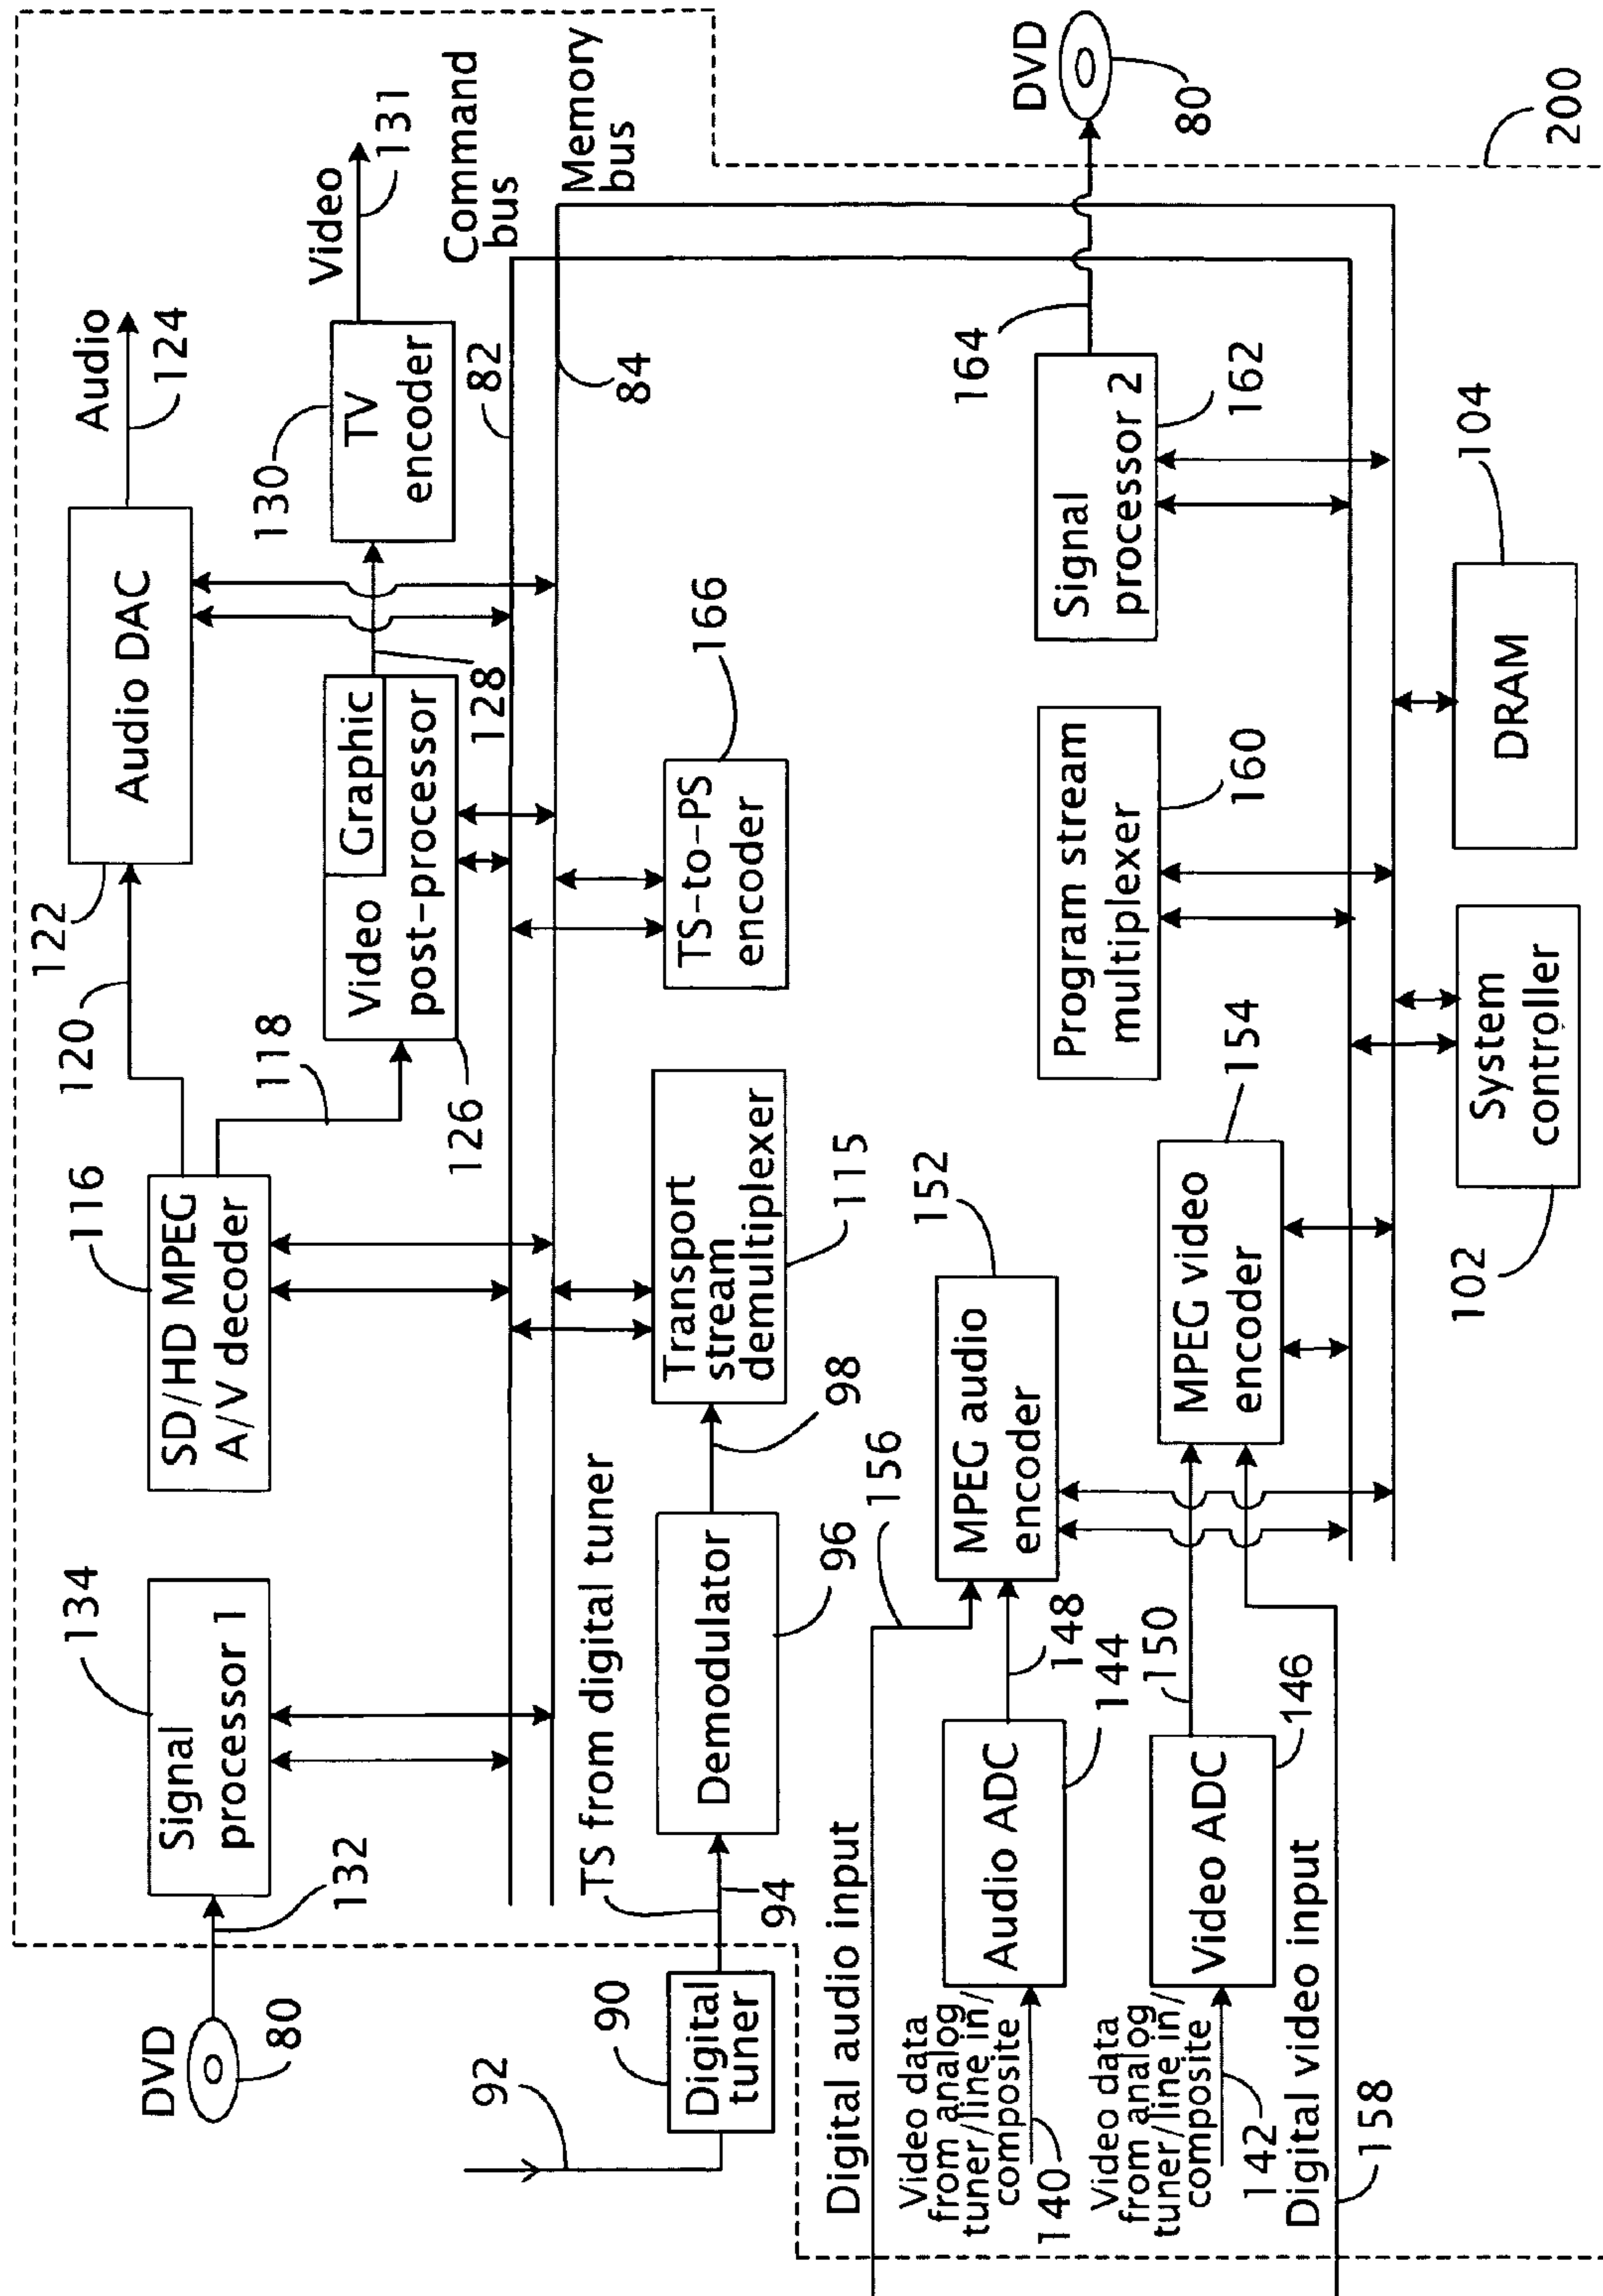 DVD
80
132
Signal
processor 1
134
SD/HD MPEG
A/V decoder
116
120
118
122
Audio DAC
Audio
124
Video
Graphic
post-processor
126
128
130
TV
encoder
Video
131
82
Command
bus
84
Memory
bus
92
90
Digital
tuner
TS from digital tuner
94
Demodulator
96
98
Transport
stream
demultiplexer
115
TS-to-PS
encoder
166
Digital audio input
156
Video data
from analog
tuner/line in/
composite
140
Audio ADC
144
148
MPEG audio
encoder
152
Video data
from analog
tuner/line in/
composite
142
Video ADC
146
150
MPEG video
encoder
154
Digital video input
158
Program stream
multiplexer
160
Signal
processor 2
162
164
DVD
80
System
controller
102
DRAM
104
200